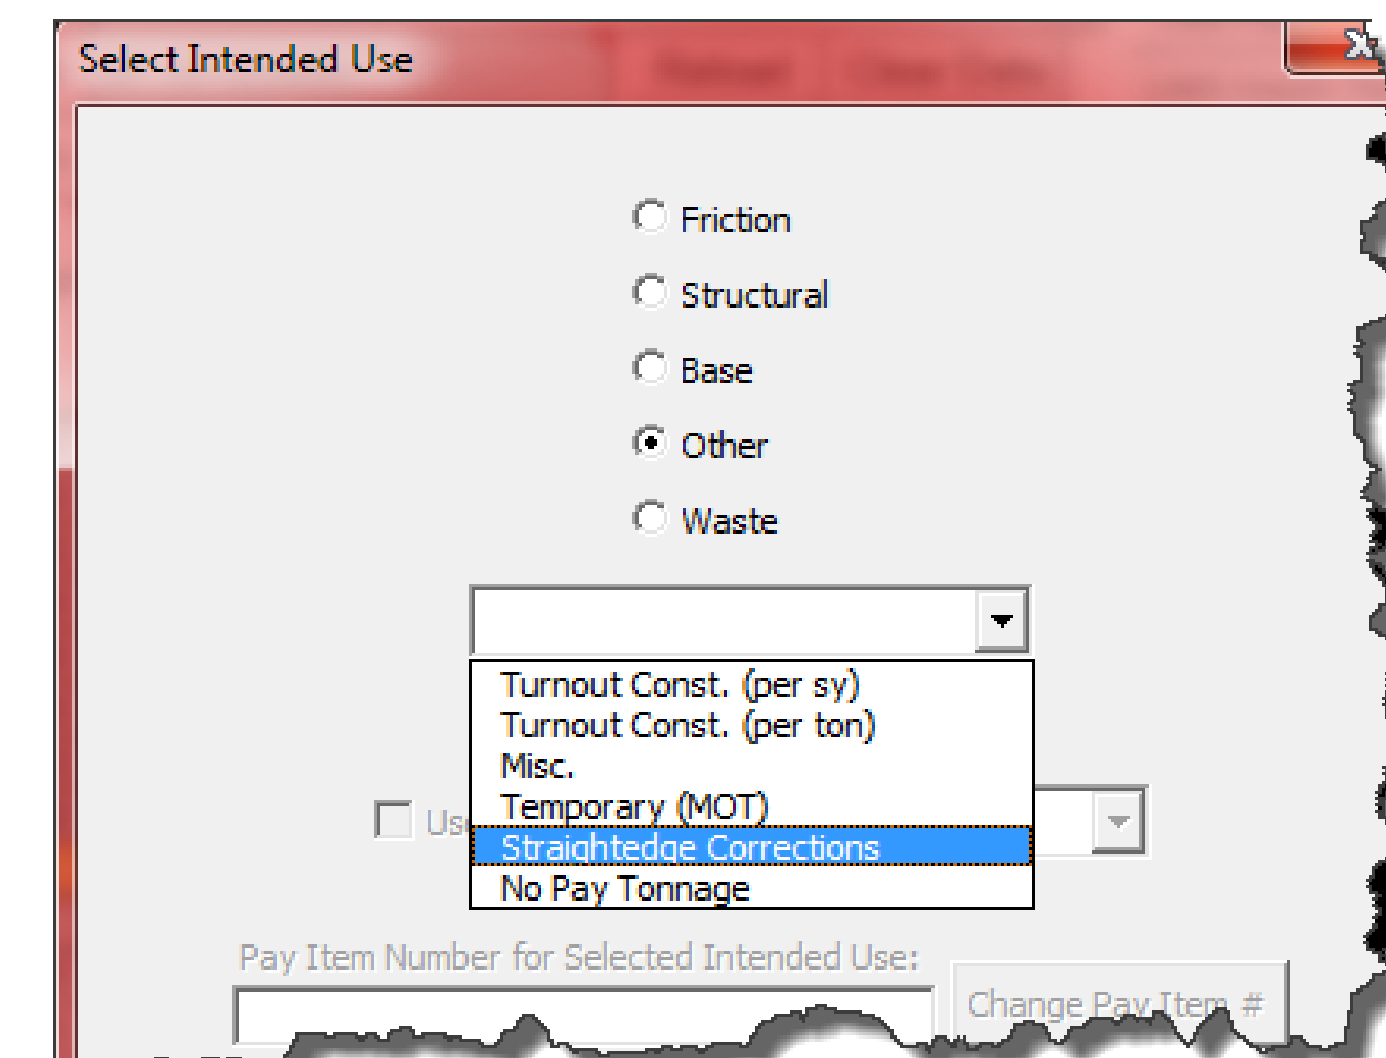 Select Intended Use
Friction
Structural
Base
Other
Waste
Turnout Const. (per sy)
Turnout Const. (per ton)
Misc.
Temporary (MOT)
Straightedge Corrections
No Pay Tonnage
Pay Item Number for Selected Intended Use:
Change Pay Item #